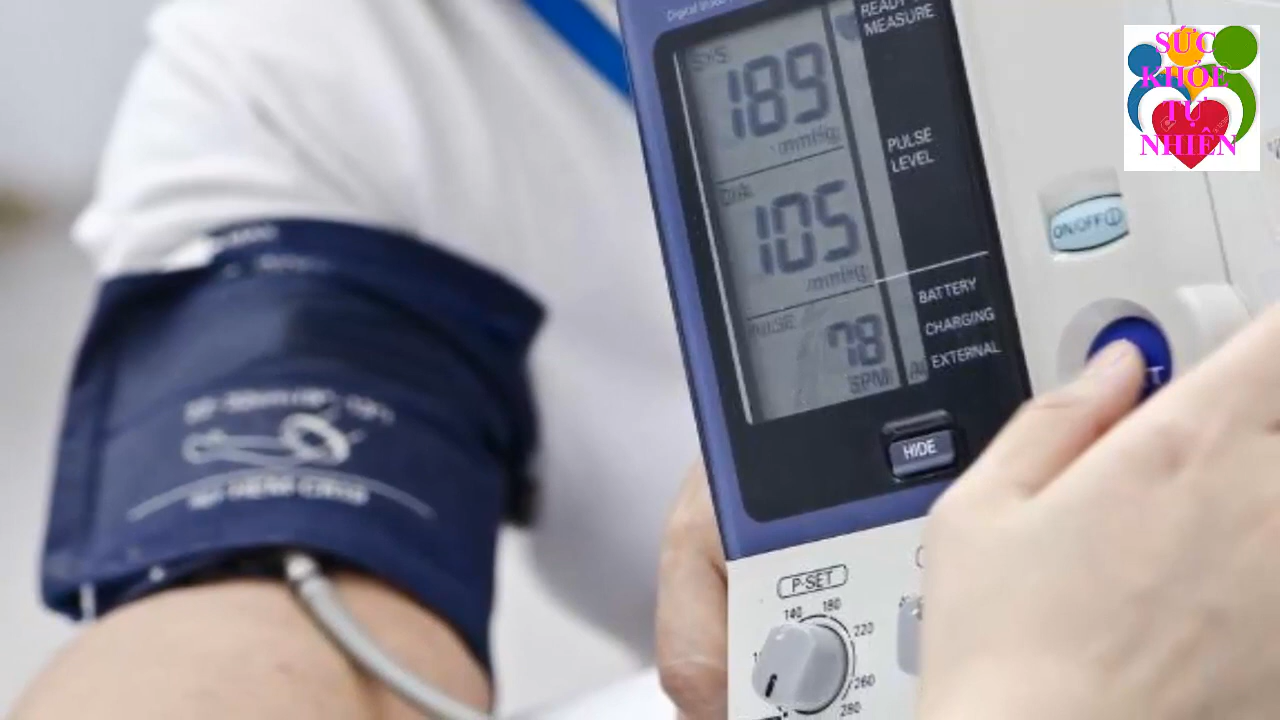 READY TO
MEASURE
SYS
189
mmHg
PULSE
LEVEL
DIA
105
mmHg
BATTERY
CHARGING
EXTERNAL
PULSE
78
BPM
HIDE
ON/OFF
P-SET
140
180
220
260
280
SỨC
KHỎE
TỰ
NHIÊN